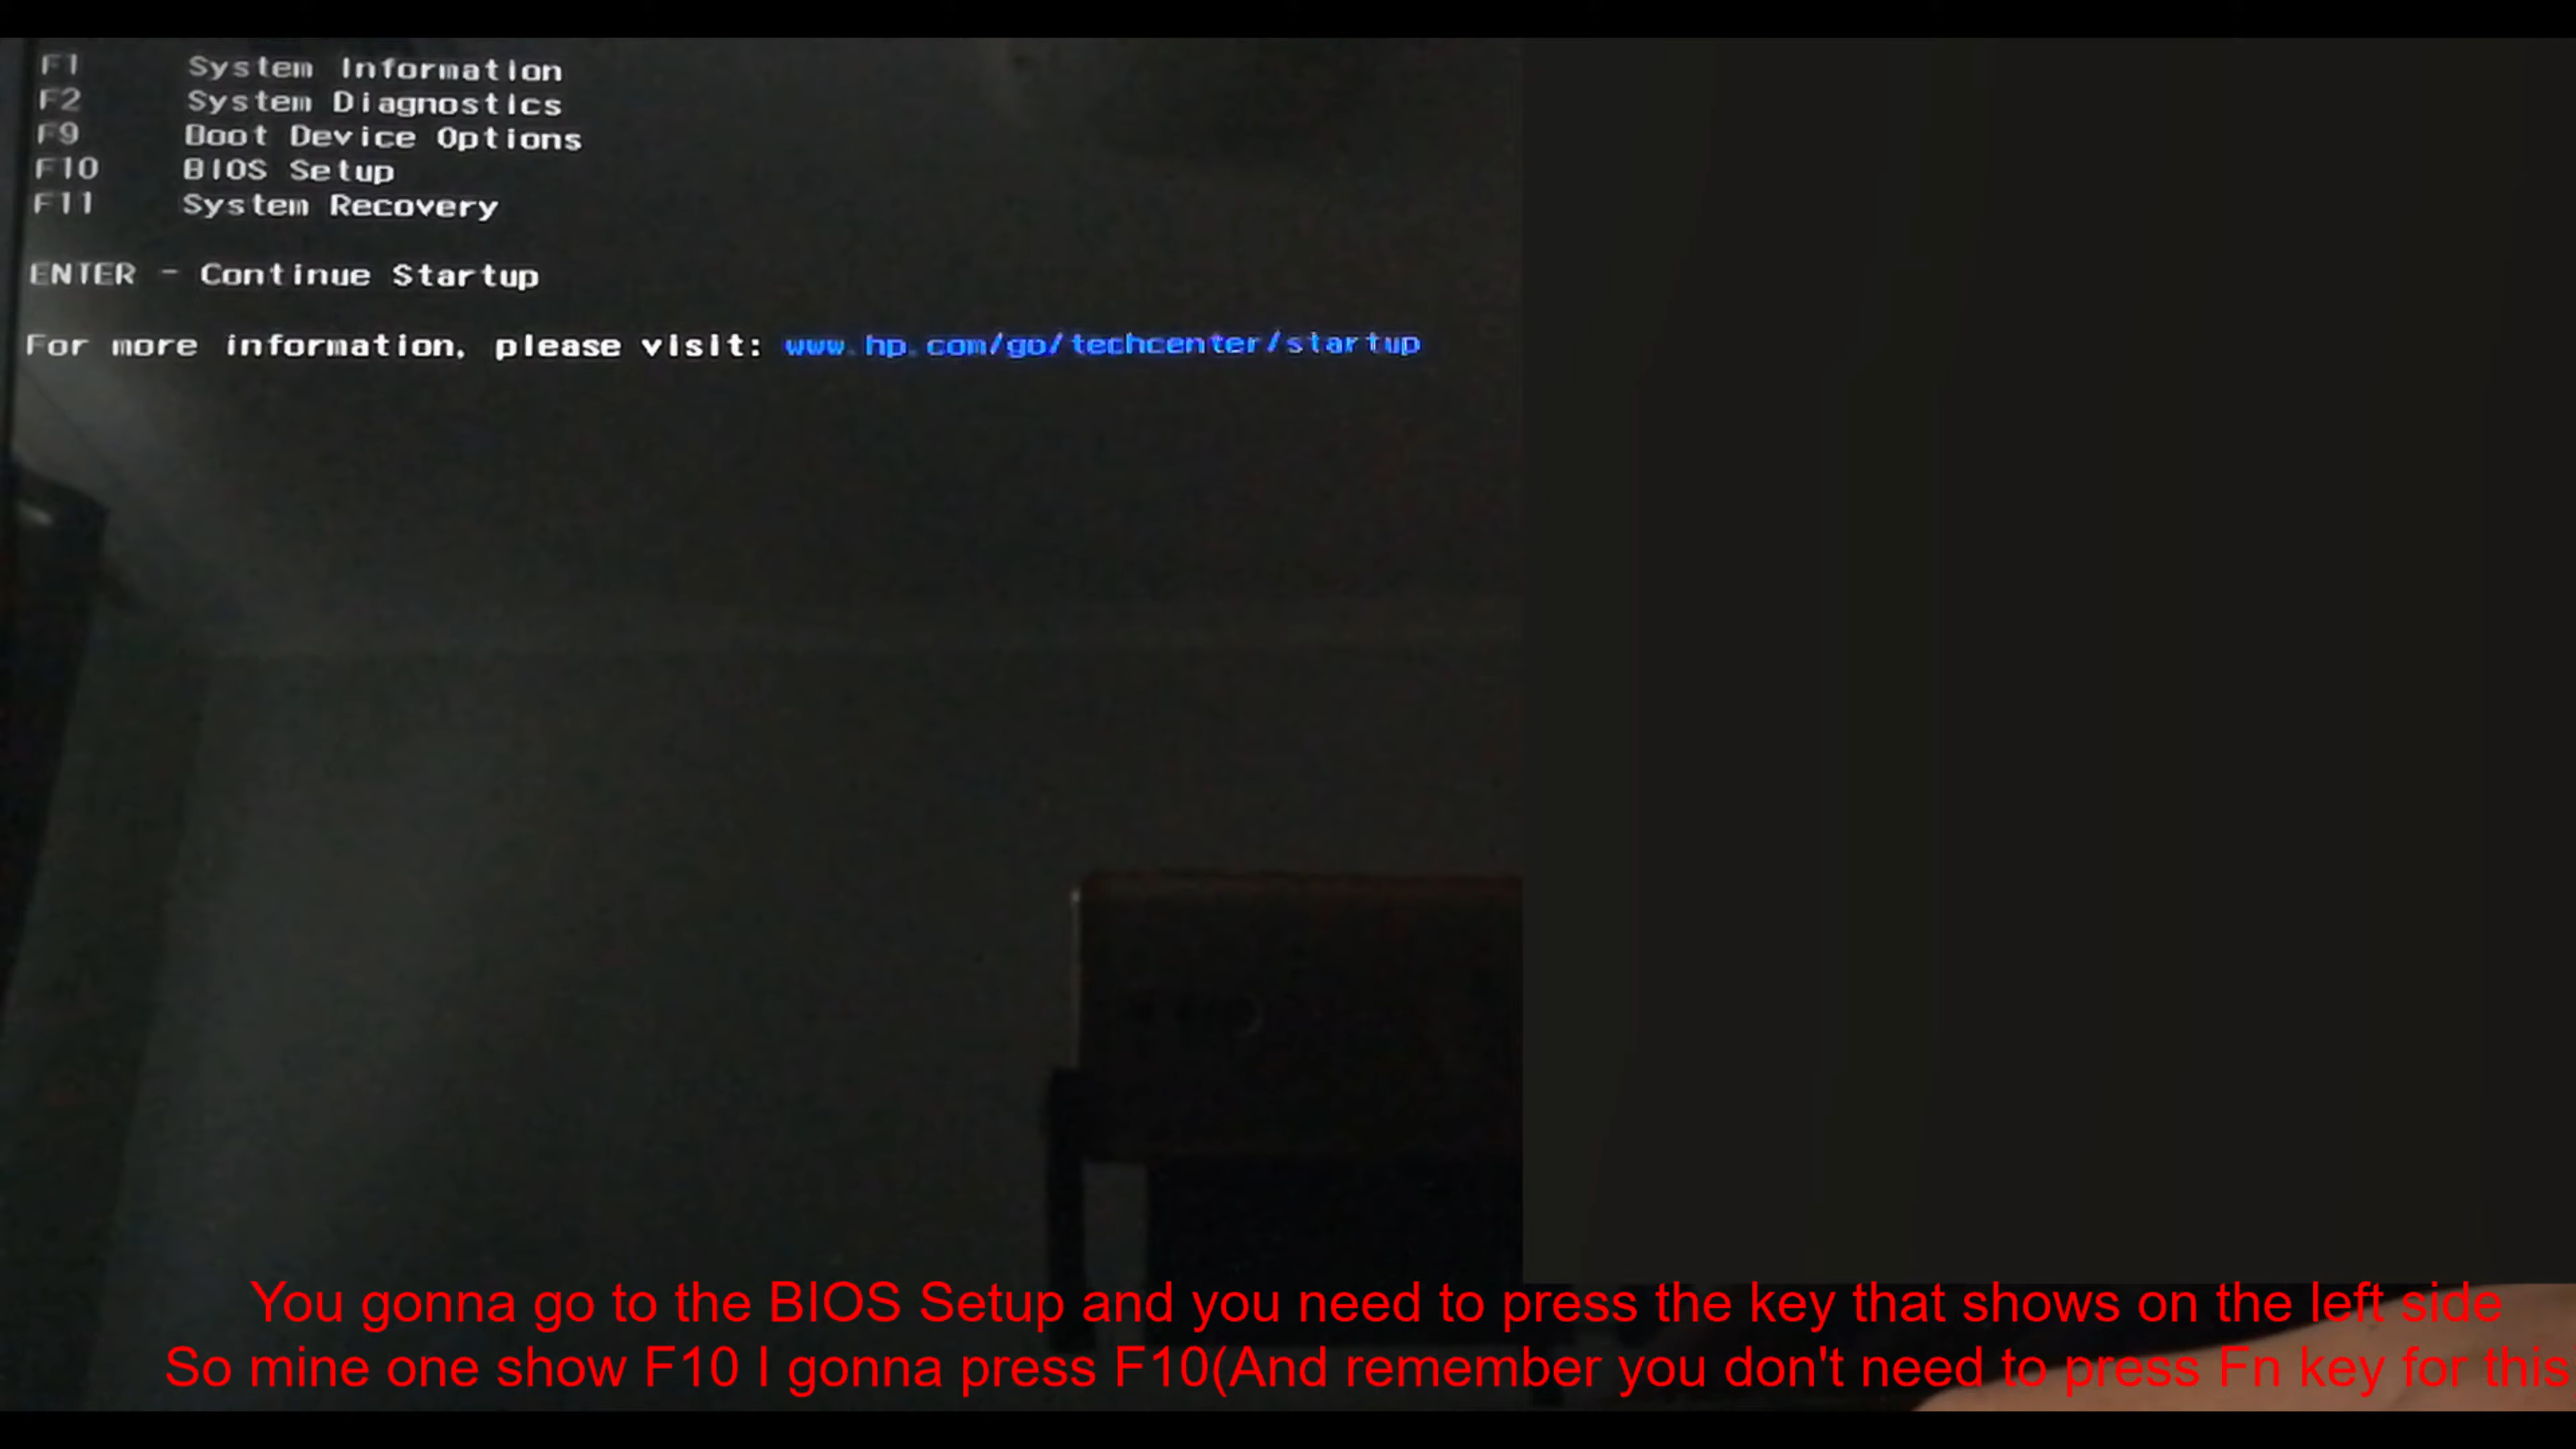 F1 System Information
F2 System Diagnostics
F9 Boot Device Options
F10 BIOS Setup
F11 System Recovery
ENTER - Continue Startup
For more information, please visit: www.hp.com/go/techcenter/startup
You gonna go to the BIOS Setup and you need to press the key that shows on the left side
So mine one show F10 I gonna press F10(And remember you don't need to press Fn key for this